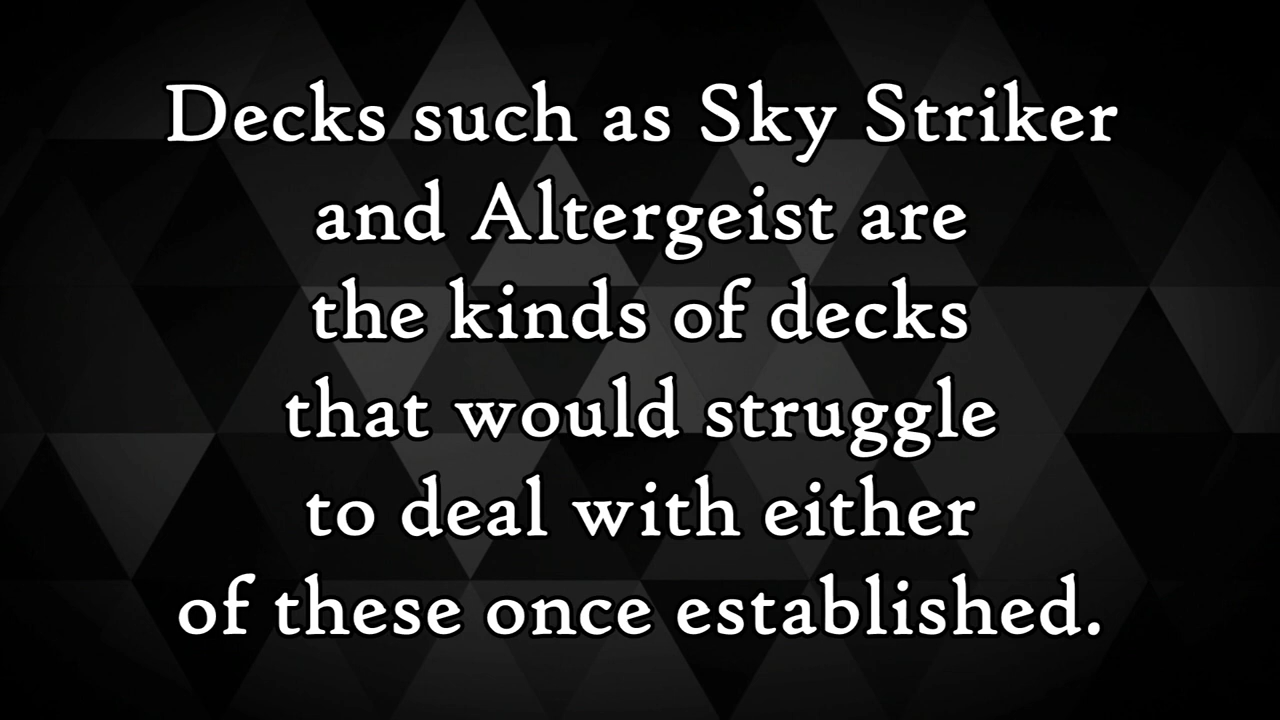 Decks such as Sky Striker
and Altergeist are
the kinds of decks
that would struggle
to deal with either
of these once established.